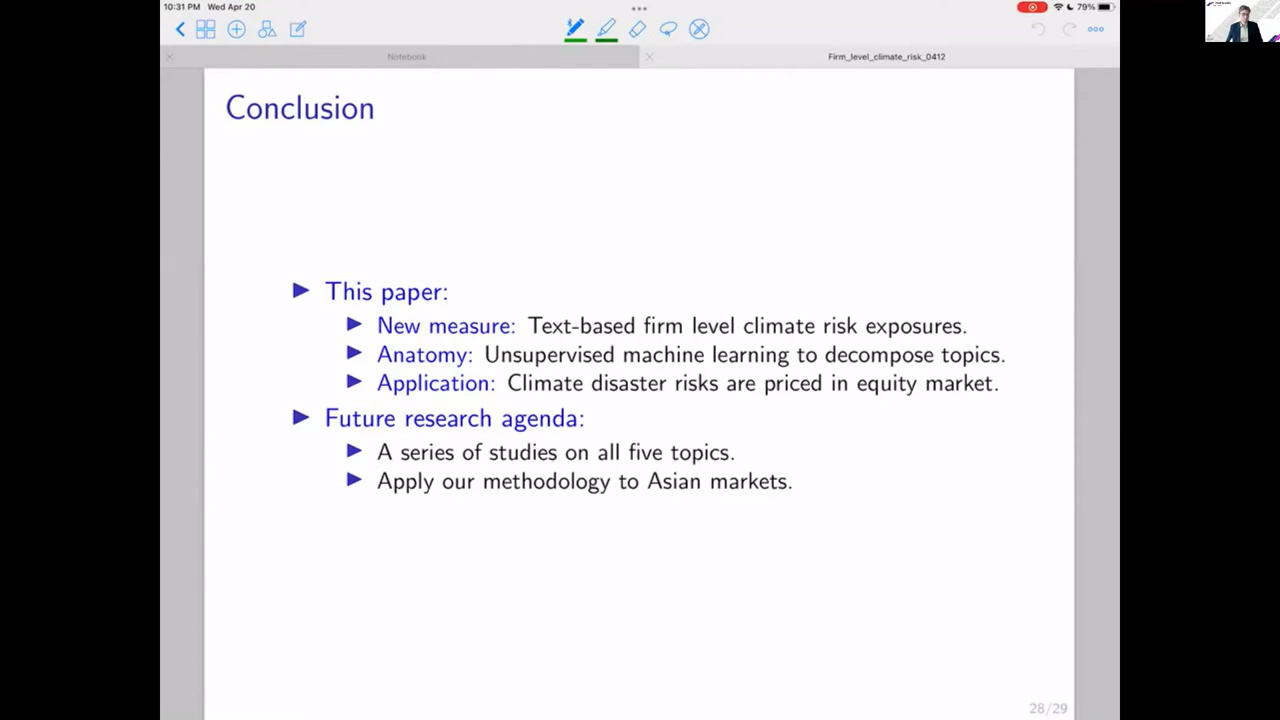 10:31 PM Wed Apr 20
79%
Notebook
Firm_level_climate_risk_0412
Conclusion
This paper:
New measure: Text-based firm level climate risk exposures.
Anatomy: Unsupervised machine learning to decompose topics.
Application: Climate disaster risks are priced in equity market.
Future research agenda:
A series of studies on all five topics.
Apply our methodology to Asian markets.
28/29